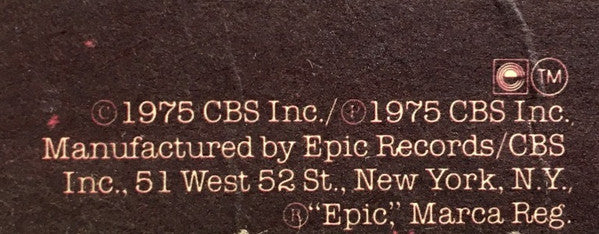 TM
©1975 CBS Inc./℗1975 CBS Inc.
Manufactured by Epic Records/CBS
Inc., 51 West 52 St., New York, N.Y.,
®"Epic," Marca Reg.